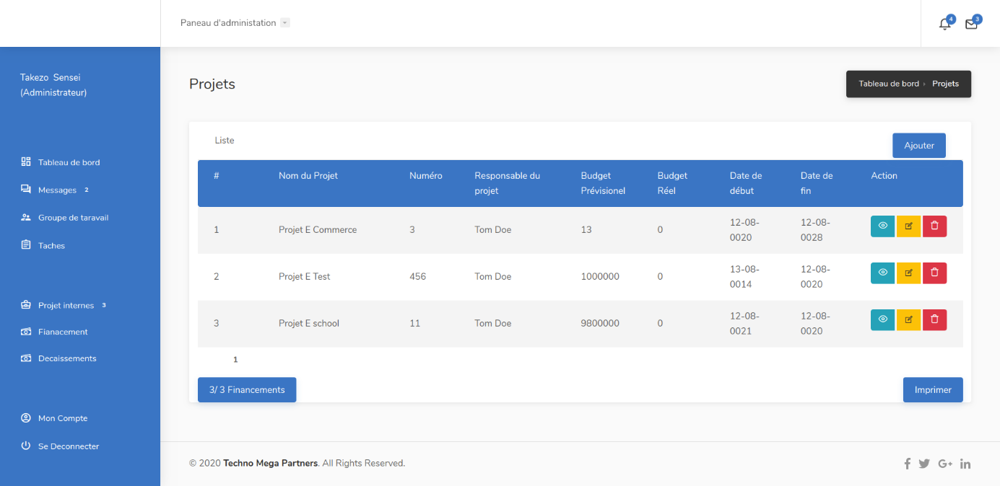 Paneau d'administation
4
3
Takezo Sensei
(Administrateur)
Tableau de bord
Messages 2
Groupe de taravail
Taches
Projet internes 3
Fianacement
Decaissements
Mon Compte
Se Deconnecter
Projets
Tableau de bord › Projets
Liste
Ajouter
# Nom du Projet Numéro Responsable du projet Budget Prévisionel Budget Réel Date de début Date de fin Action
1 Projet E Commerce 3 Tom Doe 13 0 12-08-0020 12-08-0028
2 Projet E Test 456 Tom Doe 1000000 0 13-08-0014 12-08-0020
3 Projet E school 11 Tom Doe 9800000 0 12-08-0021 12-08-0020
1
3/ 3 Financements
Imprimer
© 2020 Techno Mega Partners. All Rights Reserved.